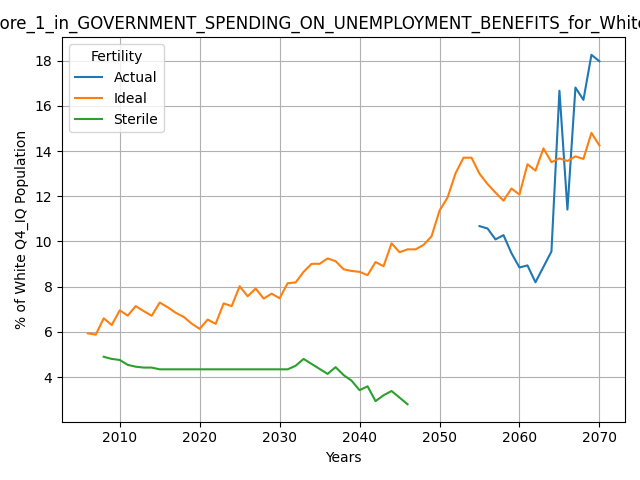 ore_1_in_GOVERNMENT_SPENDING_ON_UNEMPLOYMENT_BENEFITS_for_White
Fertility
Actual
Ideal
Sterile
% of White Q4_IQ Population
18
16
14
12
10
8
6
4
2010 2020 2030 2040 2050 2060 2070
Years